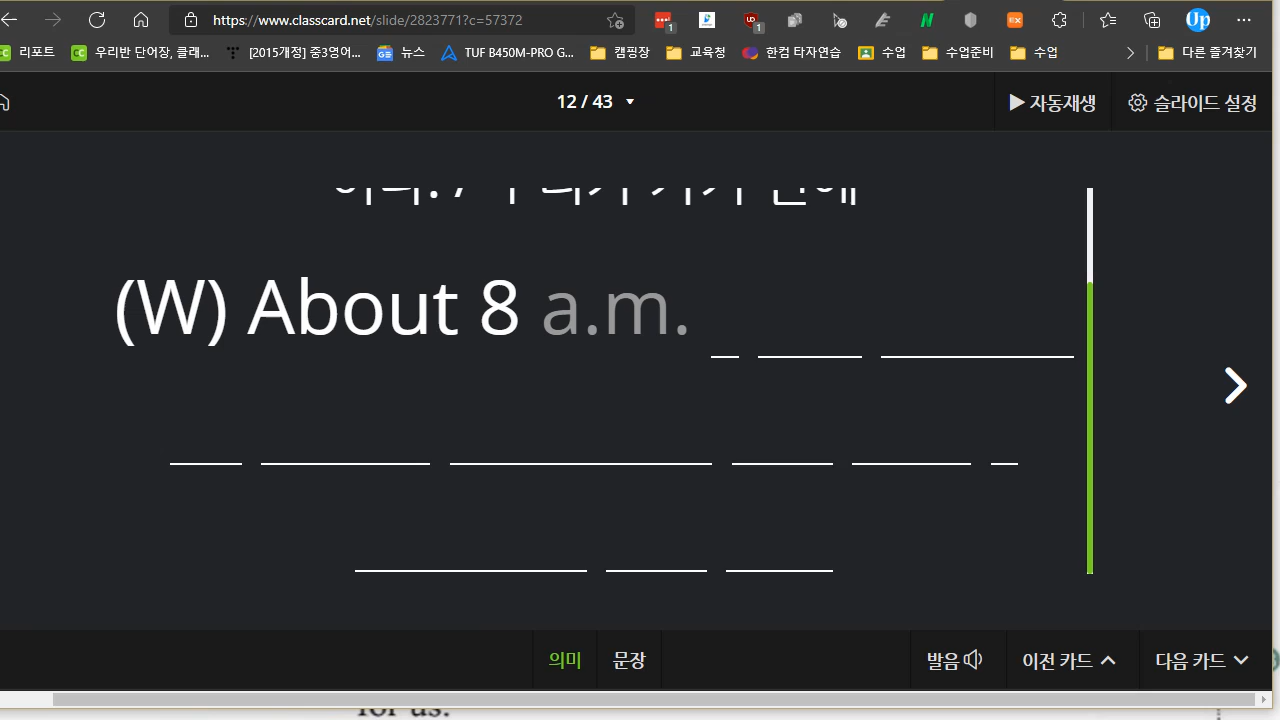 https://www.classcard.net/slide/2823771?c=57372
리포트 우리반 단어장, 클래... [2015개정] 중3영어... 뉴스 TUF B450M-PRO G... 캠핑장 교육청 한컴 타자연습 수업 수업준비 수업 다른 즐겨찾기
12 / 43 자동재생 슬라이드 설정
(W) About 8 a.m.
의미 문장 발음 이전 카드 다음 카드
for us.